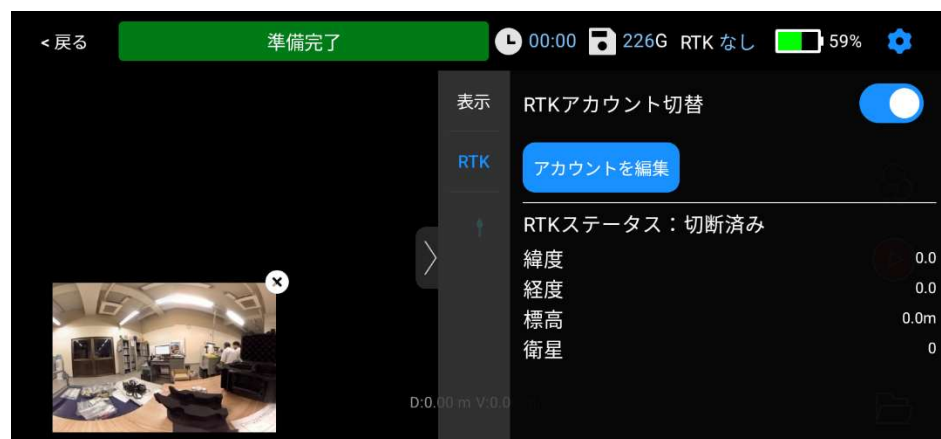 <戻る 準備完了 00:00 226G RTK なし 59%
表示
RTK
RTKアカウント切替
アカウントを編集
RTKステータス：切断済み
緯度 0.0
経度 0.0
標高 0.0m
衛星 0
D:0.00 m V:0.0